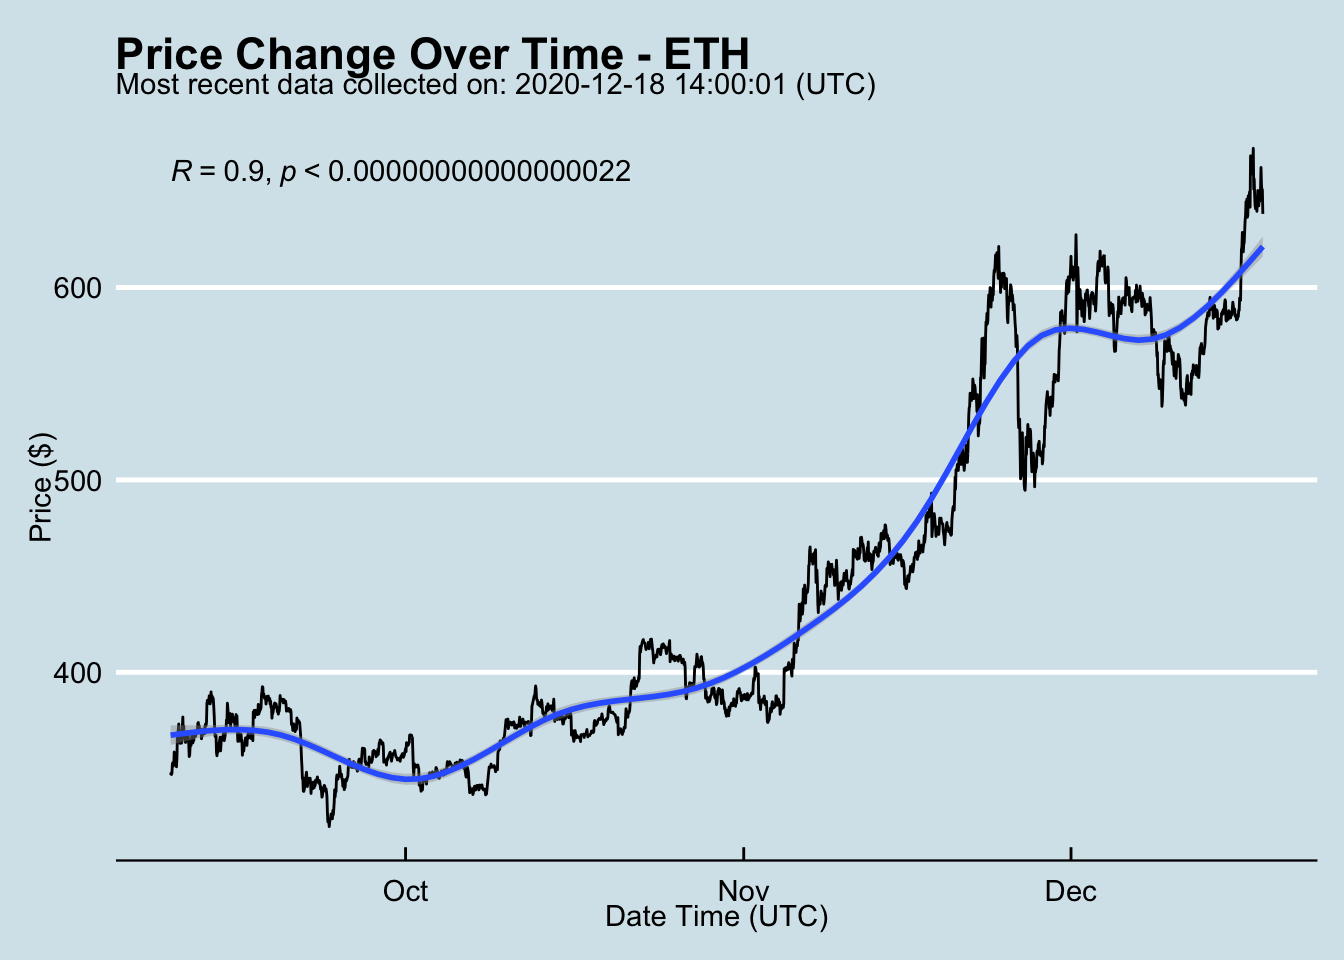 Price Change Over Time - ETH
Most recent data collected on: 2020-12-18 14:00:01 (UTC)
R = 0.9, p < 0.00000000000000022
600
500
400
Price ($)
Oct
Nov
Dec
Date Time (UTC)